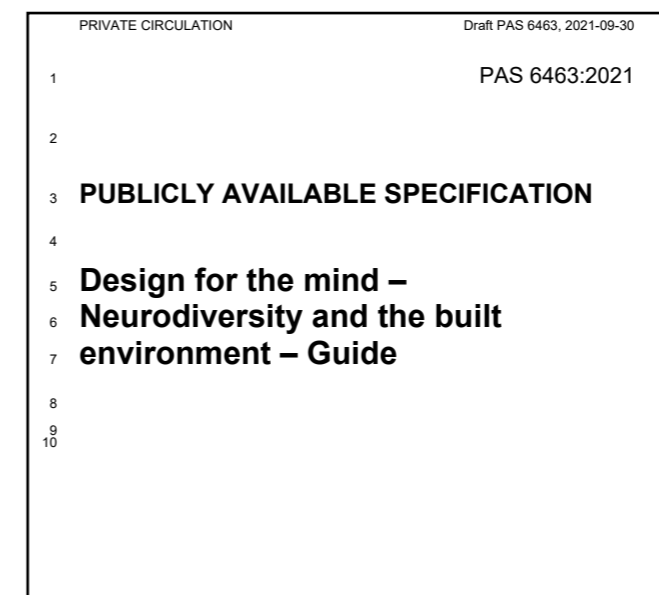 PRIVATE CIRCULATION Draft PAS 6463, 2021-09-30
1 PAS 6463:2021
2
3 PUBLICLY AVAILABLE SPECIFICATION
4
5 Design for the mind –
6 Neurodiversity and the built
7 environment – Guide
8
9
10